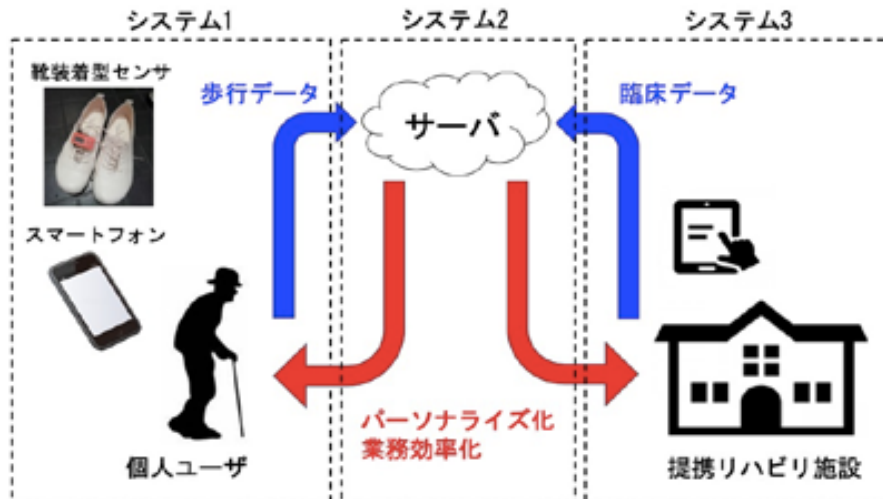 システム1
システム2
システム3
靴装着型センサ
歩行データ
サーバ
臨床データ
スマートフォン
パーソナライズ化
業務効率化
個人ユーザ
提携リハビリ施設